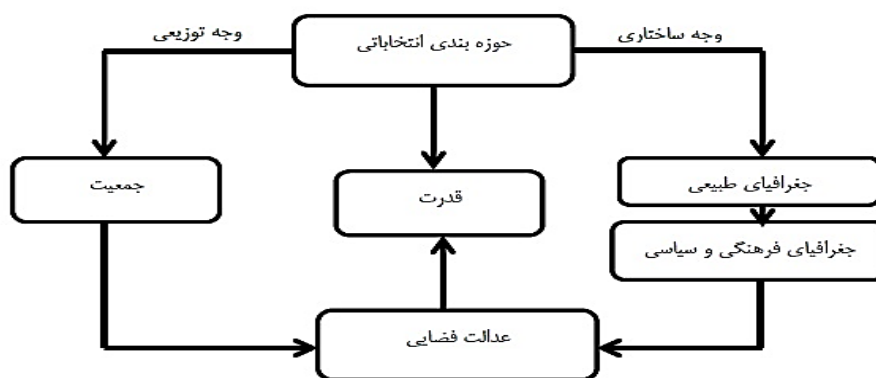 حوزه بندی انتخاباتی
وجه ساختاری
وجه توزیعی
جغرافیای طبیعی
جمعیت
قدرت
جغرافیای فرهنگی و سیاسی
عدالت فضایی